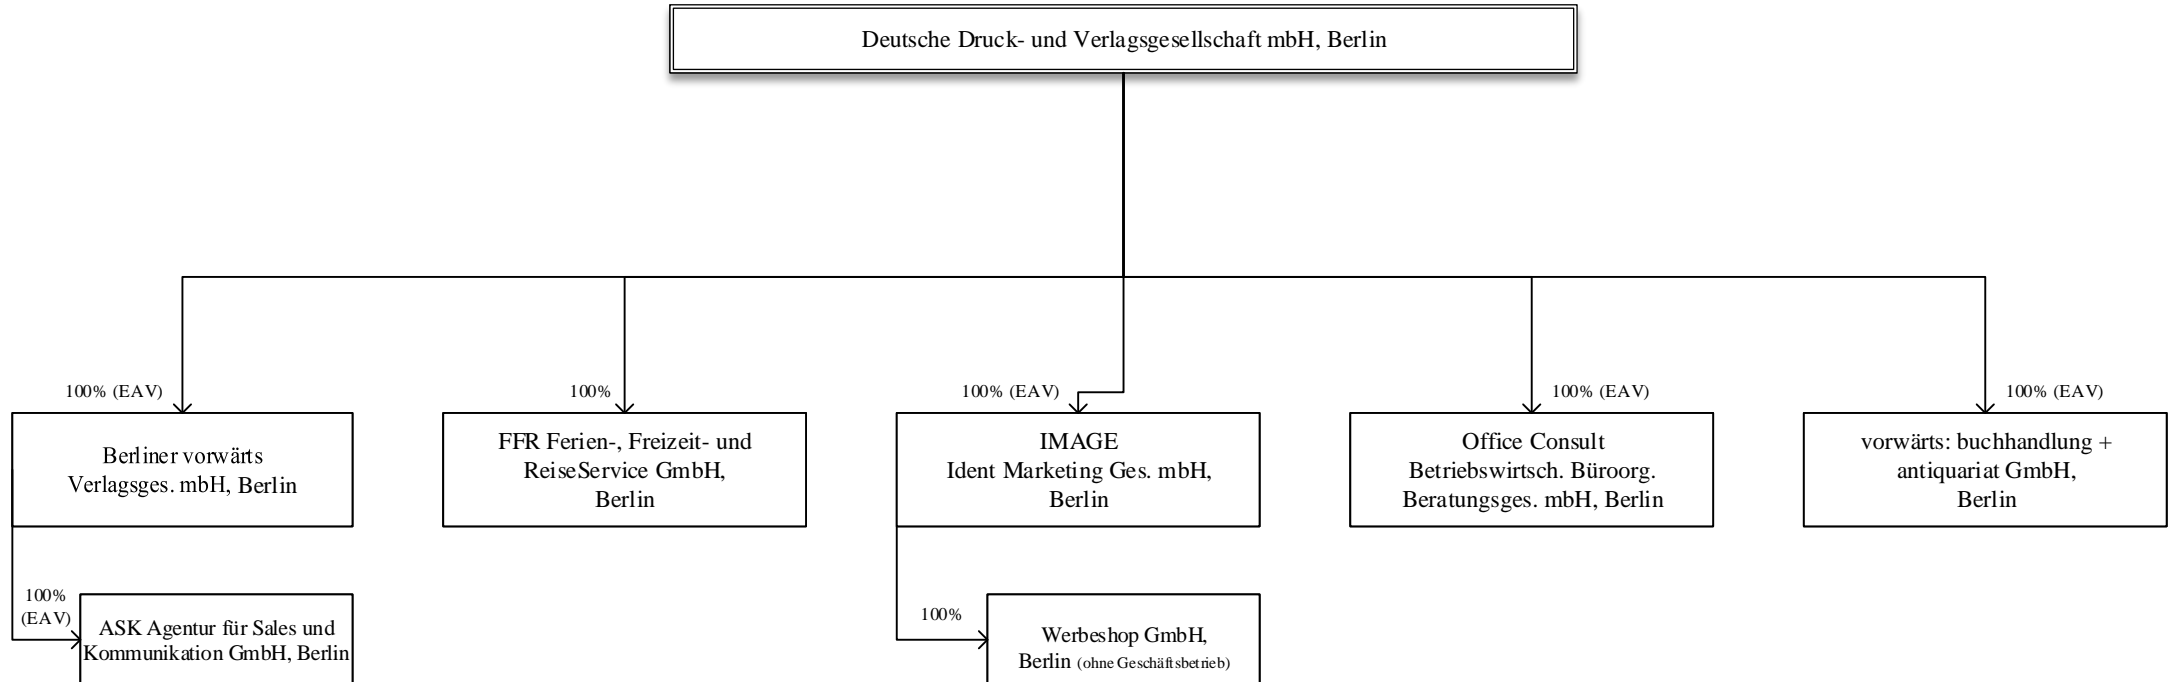 Deutsche Druck- und Verlagsgesellschaft mbH, Berlin
100% (EAV)
100%
100% (EAV)
100% (EAV)
100% (EAV)
Berliner vorwärts
Verlagsges. mbH, Berlin
FFR Ferien-, Freizeit- und
ReiseService GmbH,
Berlin
IMAGE
Ident Marketing Ges. mbH,
Berlin
Office Consult
Betriebswirtsch. Büroorg.
Beratungsges. mbH, Berlin
vorwärts: buchhandlung +
antiquariat GmbH,
Berlin
100%
(EAV)
ASK Agentur für Sales und
Kommunikation GmbH, Berlin
100%
Werbeshop GmbH,
Berlin (ohne Geschäftsbetrieb)